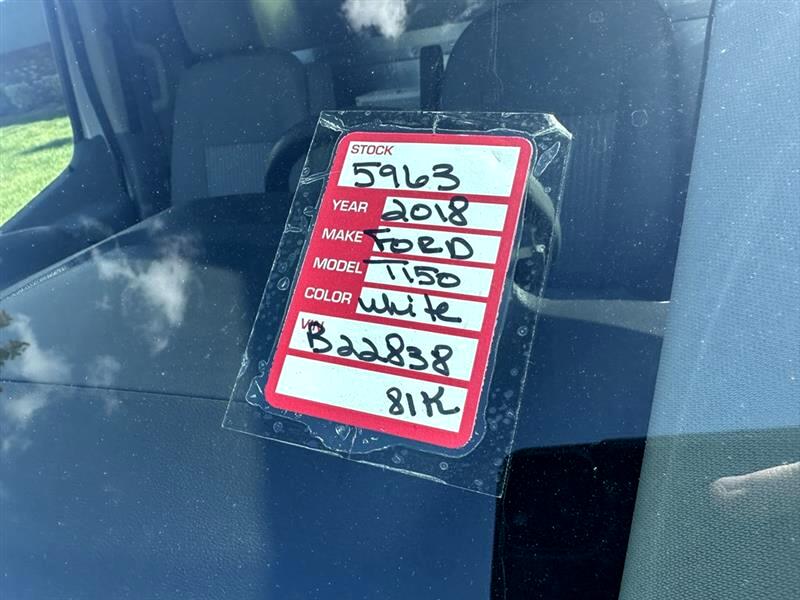 STOCK
5963
YEAR 2018
MAKE FORD
MODEL T150
COLOR White
VIN B22838
81K